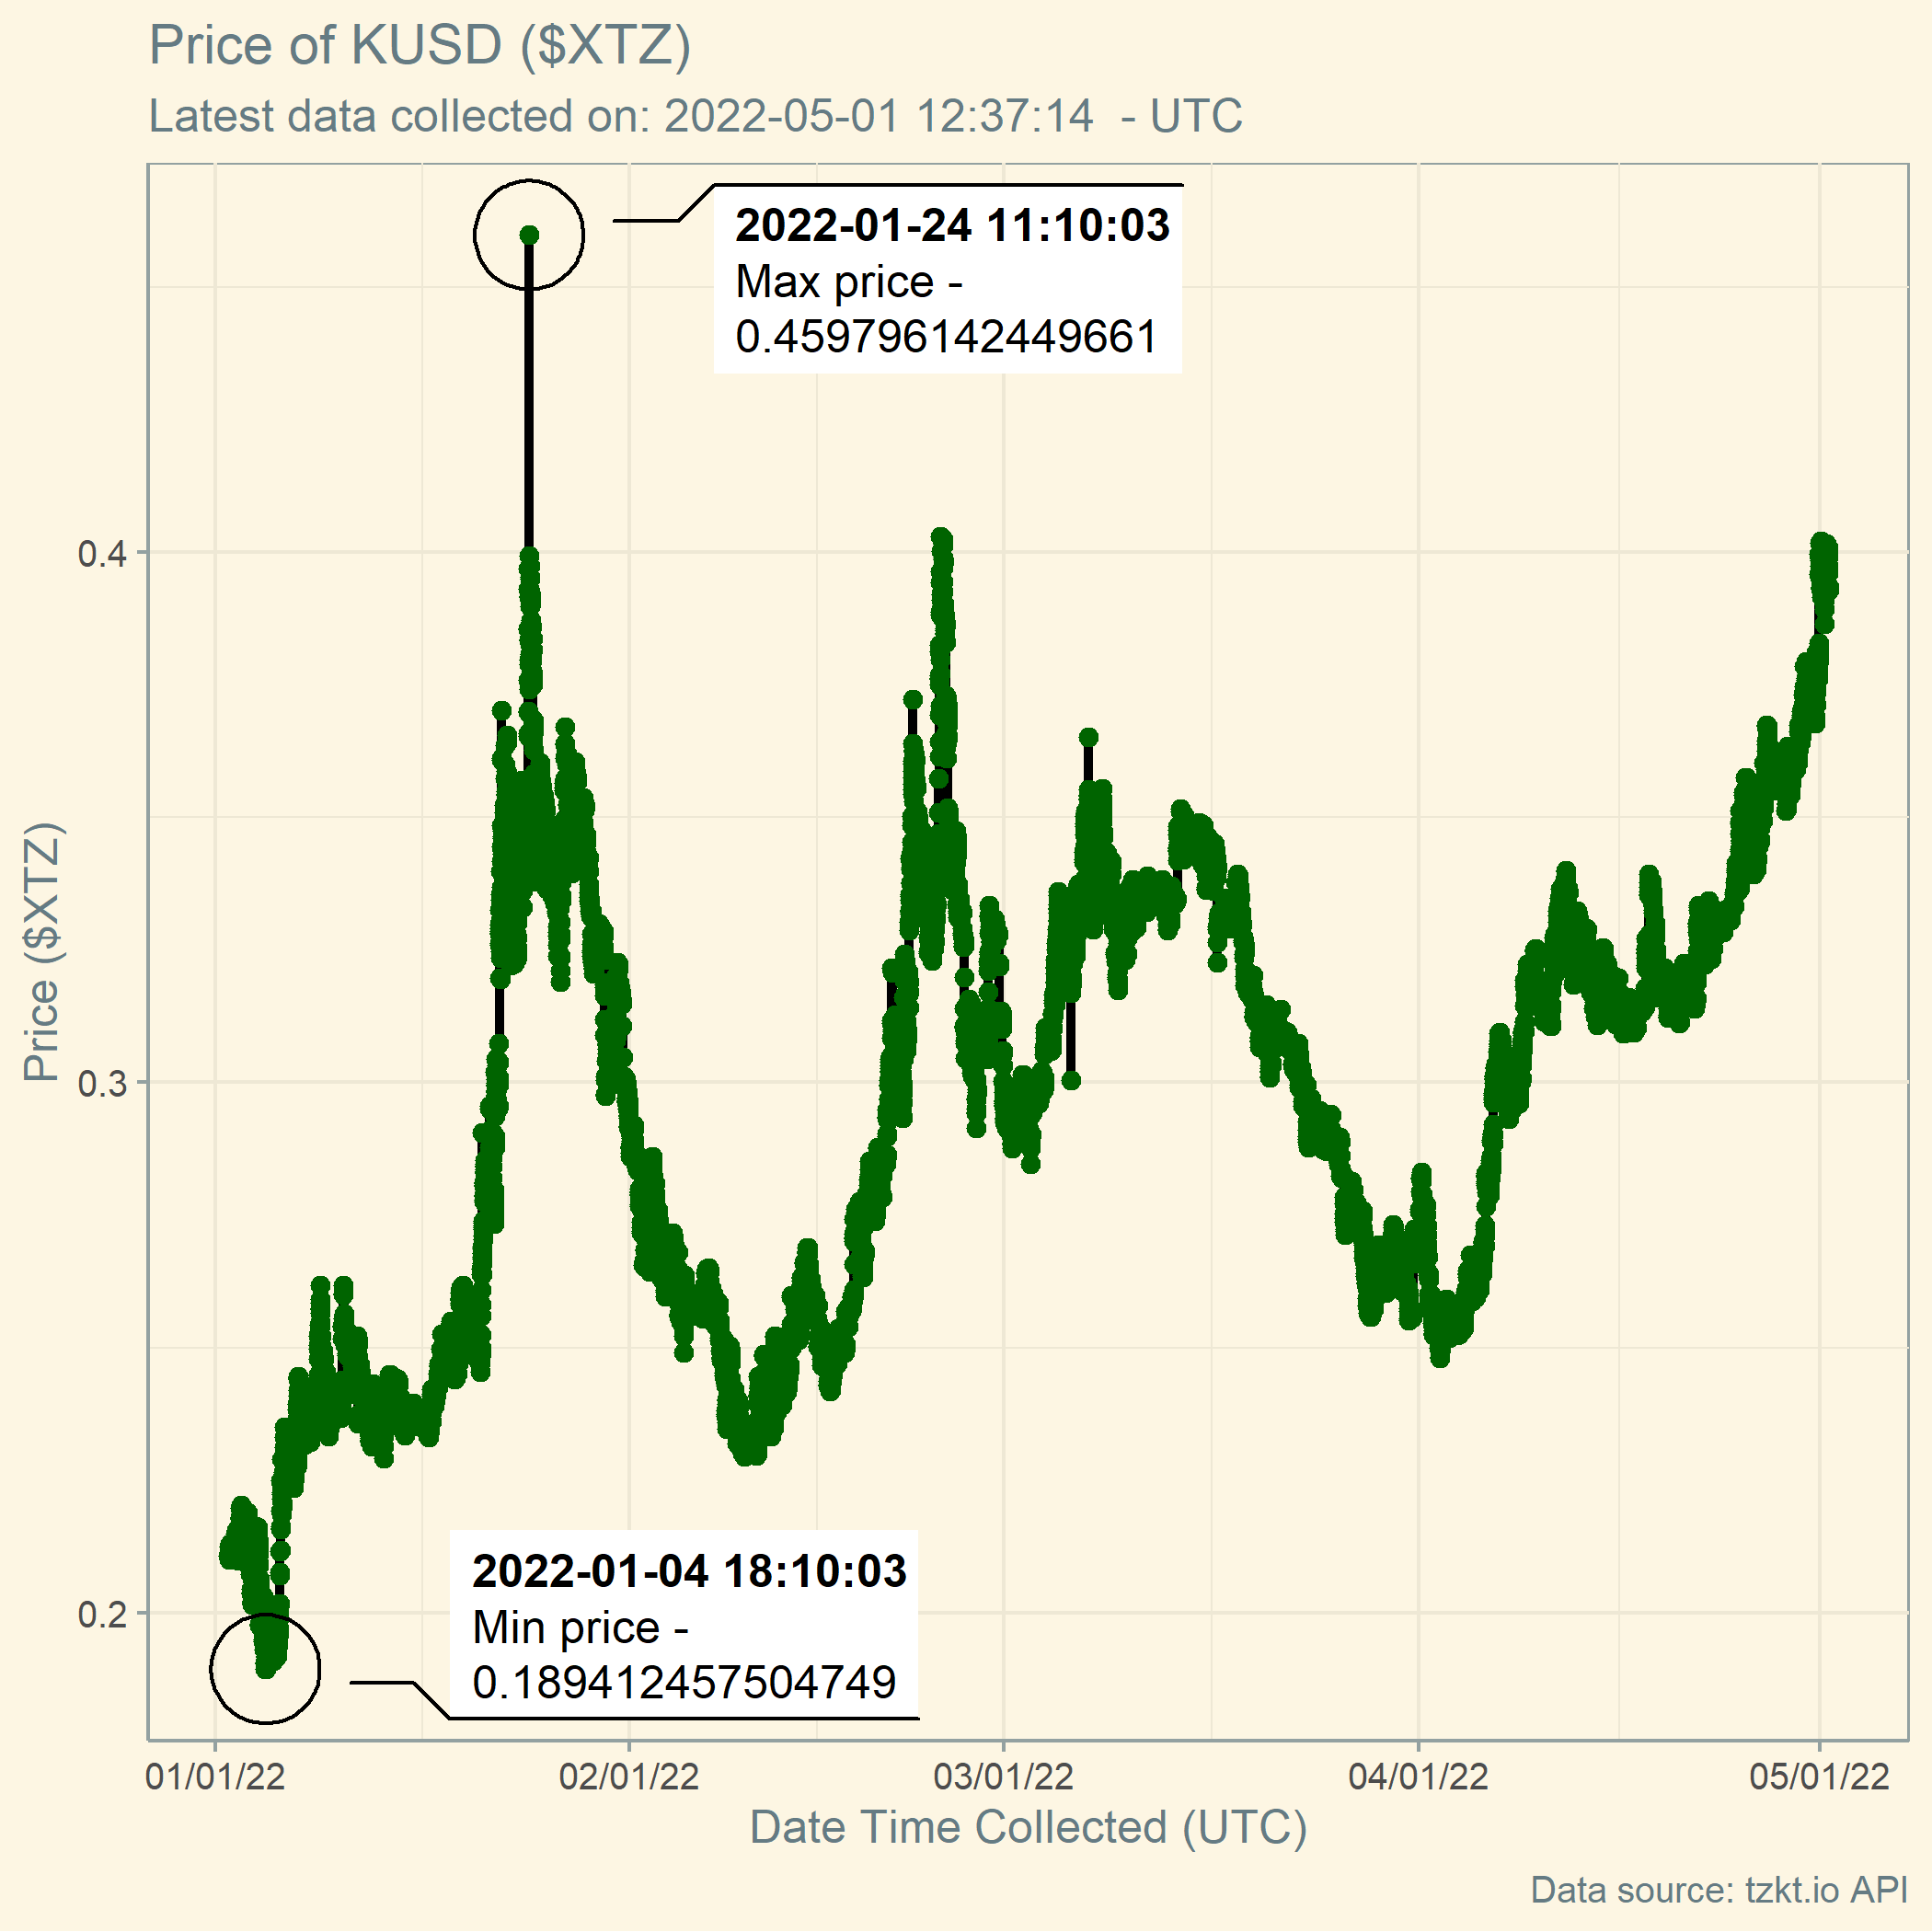 Price of KUSD ($XTZ)
Latest data collected on: 2022-05-01 12:37:14  - UTC
2022-01-24 11:10:03
Max price -
0.459796142449661
0.4
0.3
0.2
Price ($XTZ)
2022-01-04 18:10:03
Min price -
0.189412457504749
01/01/22
02/01/22
03/01/22
04/01/22
05/01/22
Date Time Collected (UTC)
Data source: tzkt.io API